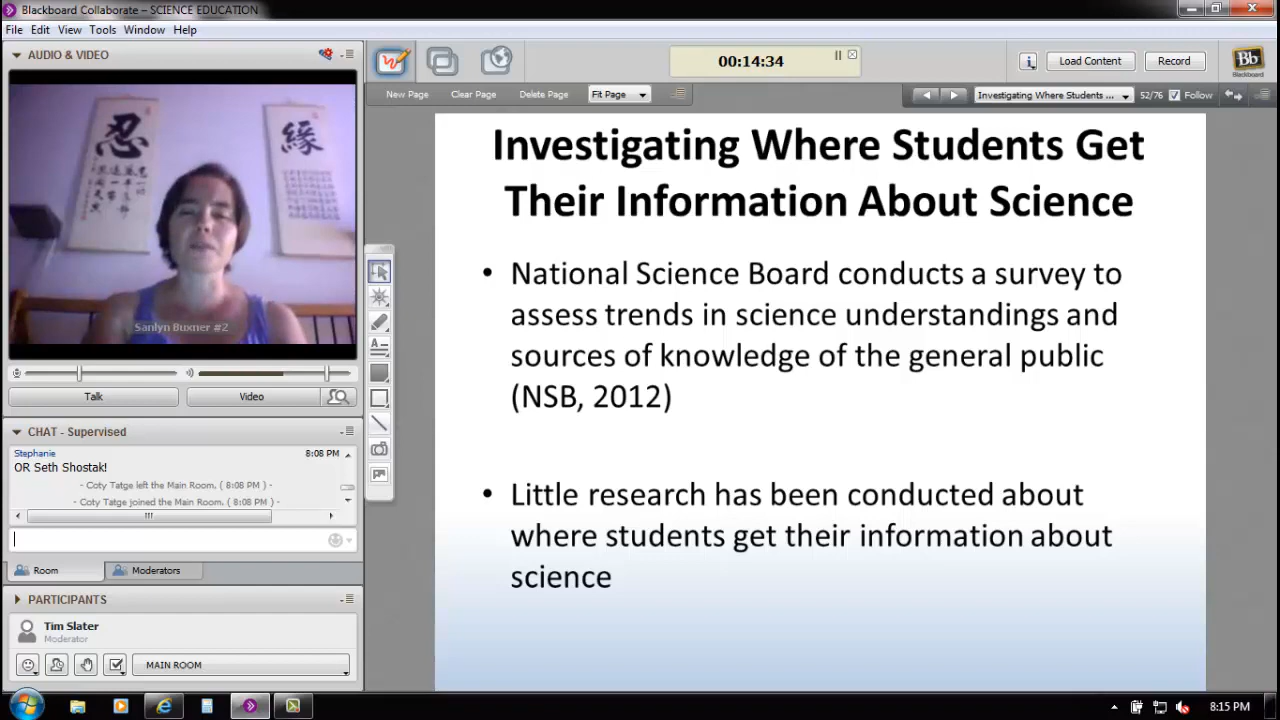 Blackboard Collaborate – SCIENCE EDUCATION
File Edit View Tools Window Help
AUDIO & VIDEO
忍
緣
Sanlyn Buxner #2
Talk
Video
CHAT - Supervised
Stephanie 8:08 PM
OR Seth Shostak!
- Coty Tatge left the Main Room. ( 8:08 PM ) -
- Coty Tatge joined the Main Room. ( 8:08 PM ) -
Room
Moderators
PARTICIPANTS
Tim Slater
Moderator
MAIN ROOM
00:14:34
Load Content
Record
Bb
Blackboard
New Page Clear Page Delete Page Fit Page
Investigating Where Students ... 52/76 Follow
Investigating Where Students Get
Their Information About Science
• National Science Board conducts a survey to
assess trends in science understandings and
sources of knowledge of the general public
(NSB, 2012)
• Little research has been conducted about
where students get their information about
science
8:15 PM